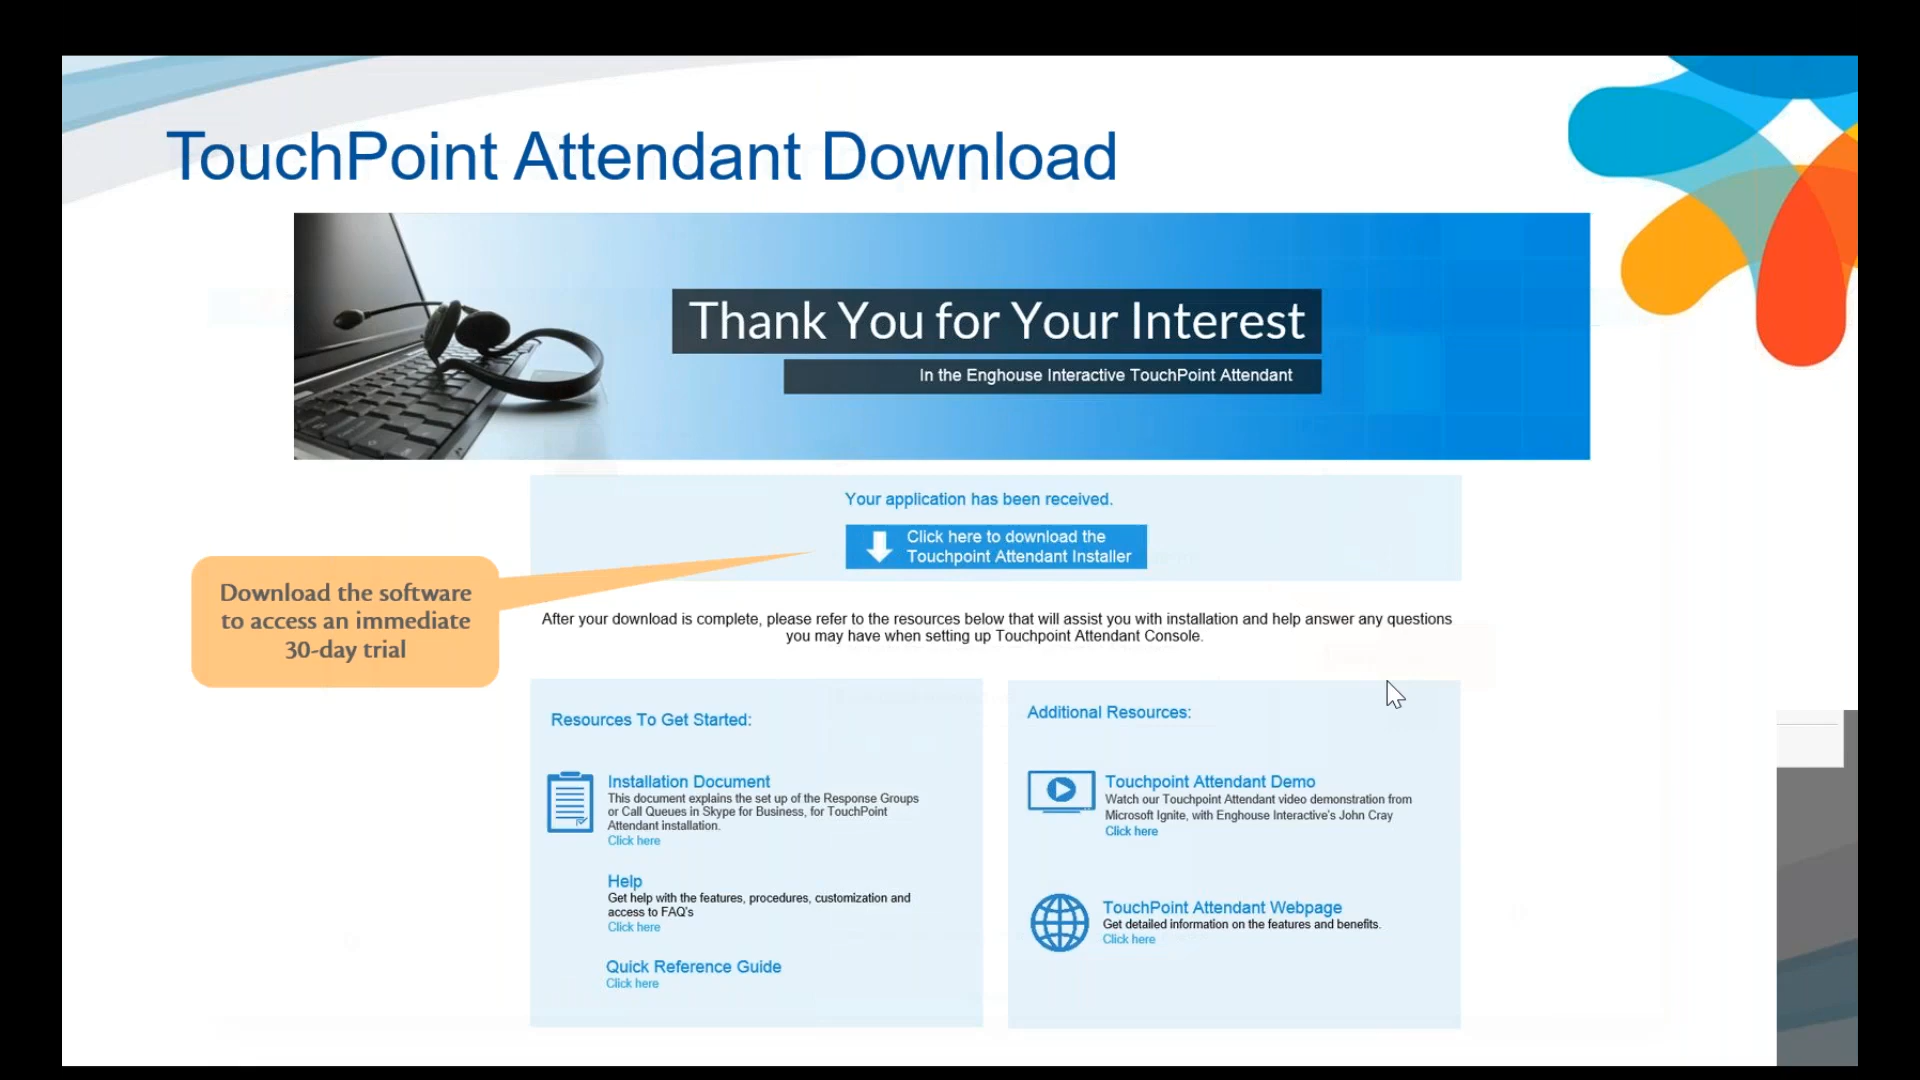 TouchPoint Attendant Download
Thank You for Your Interest
In the Enghouse Interactive TouchPoint Attendant
Your application has been received.
Click here to download the
Touchpoint Attendant Installer
Download the software
to access an immediate
30-day trial
After your download is complete, please refer to the resources below that will assist you with installation and help answer any questions
you may have when setting up Touchpoint Attendant Console.
Resources To Get Started:
Installation Document
This document explains the set up of the Response Groups
or Call Queues in Skype for Business, for TouchPoint
Attendant installation.
Click here
Help
Get help with the features, procedures, customization and
access to FAQ's
Click here
Quick Reference Guide
Click here
Additional Resources:
Touchpoint Attendant Demo
Watch our Touchpoint Attendant video demonstration from
Microsoft Ignite, with Enghouse Interactive's John Cray
Click here
TouchPoint Attendant Webpage
Get detailed information on the features and benefits.
Click here